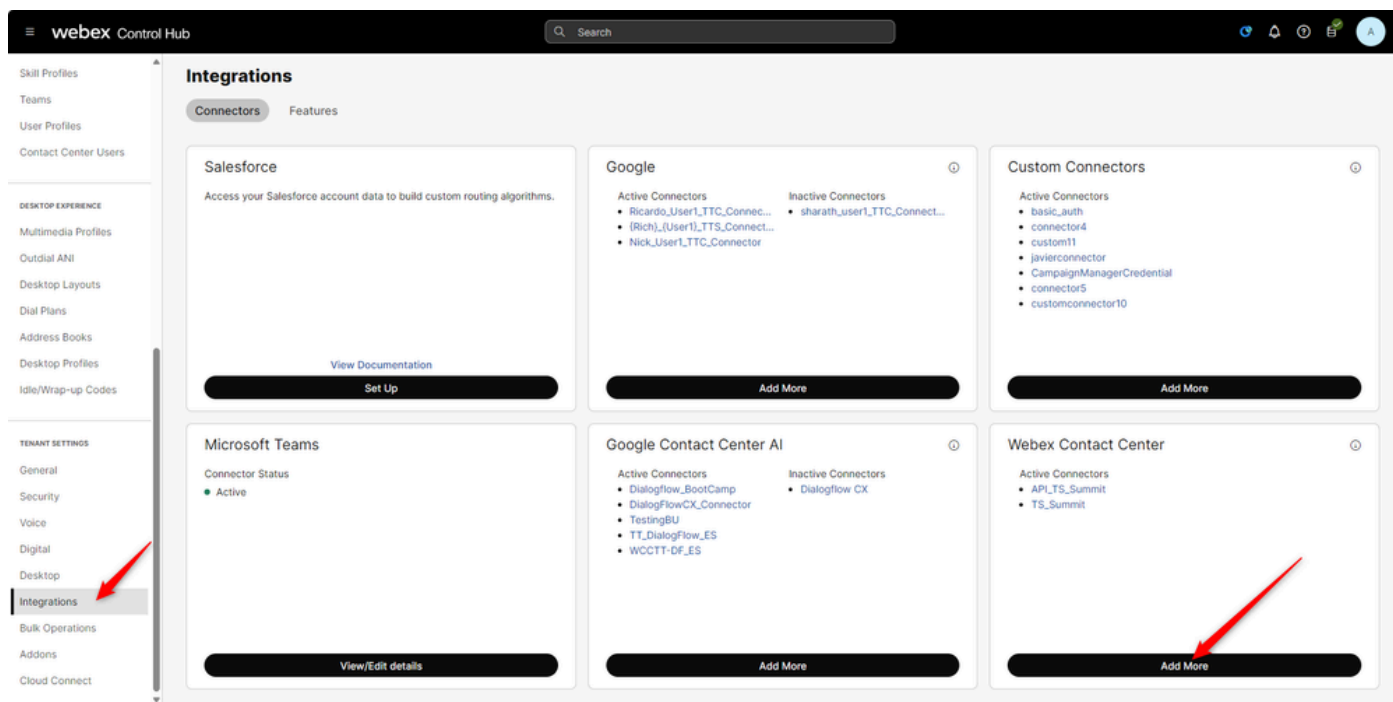 webex Control Hub
Search
A
Skill Profiles
Teams
User Profiles
Contact Center Users
DESKTOP EXPERIENCE
Multimedia Profiles
Outdial ANI
Desktop Layouts
Dial Plans
Address Books
Desktop Profiles
Idle/Wrap-up Codes
TENANT SETTINGS
General
Security
Voice
Digital
Desktop
Integrations
Bulk Operations
Addons
Cloud Connect
Integrations
Connectors
Features
Salesforce
Access your Salesforce account data to build custom routing algorithms.
View Documentation
Set Up
Google
Active Connectors
Ricardo_User1_TTC_Connec...
{Rich}_{User1}_TTS_Connect...
Nick_User1_TTC_Connector
Inactive Connectors
sharath_user1_TTC_Connect...
Add More
Custom Connectors
Active Connectors
basic_auth
connector4
custom11
javierconnector
CampaignManagerCredential
connector5
customconnector10
Add More
Microsoft Teams
Connector Status
Active
View/Edit details
Google Contact Center AI
Active Connectors
Dialogflow_BootCamp
DialogFlowCX_Connector
TestingBU
TT_DialogFlow_ES
WCCTT-DF_ES
Inactive Connectors
Dialogflow CX
Add More
Webex Contact Center
Active Connectors
API_TS_Summit
TS_Summit
Add More